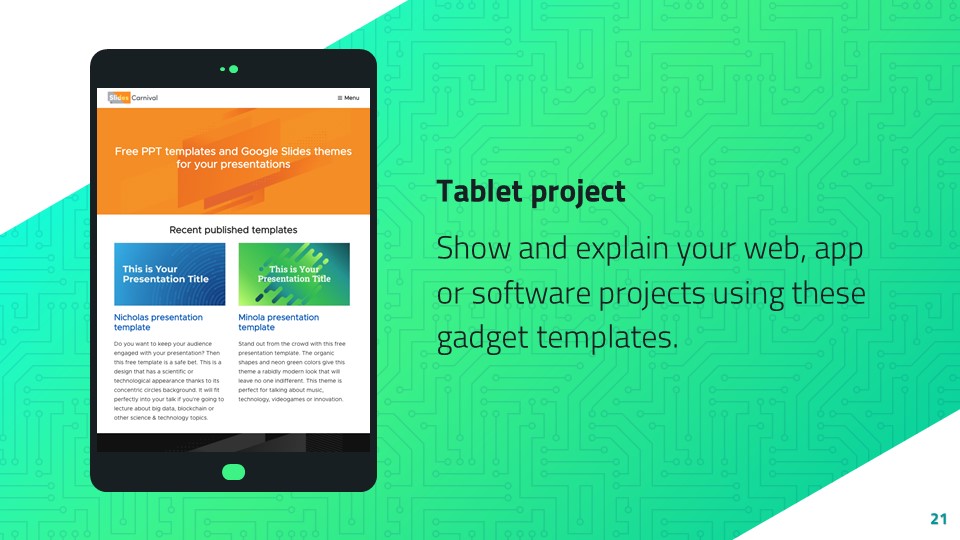 Slides Carnival
≡ Menu
Free PPT templates and Google Slides themes
for your presentations
Recent published templates
This is Your
Presentation Title
Nicholas presentation
template
Do you want to keep your audience
engaged with your presentation? Then
this free template is a safe bet. This is a
design that has a scientific or
technological appearance thanks to its
concentric circles background. It will fit
perfectly into your talk if you're going to
lecture about big data, blockchain or
other science & technology topics.
This is Your
Presentation Title
Minola presentation
template
Stand out from the crowd with this free
presentation template. The organic
shapes and neon green colors give this
theme a rabidly modern look that will
leave no one indifferent. This theme is
perfect for talking about music,
technology, videogames or innovation.
Tablet project
Show and explain your web, app
or software projects using these
gadget templates.
21